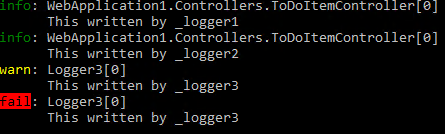 info: WebApplication1.Controllers.ToDoItemController[0]
This written by _logger1
info: WebApplication1.Controllers.ToDoItemController[0]
This written by _logger2
warn: Logger3[0]
This written by _logger3
fail: Logger3[0]
This written by _logger3